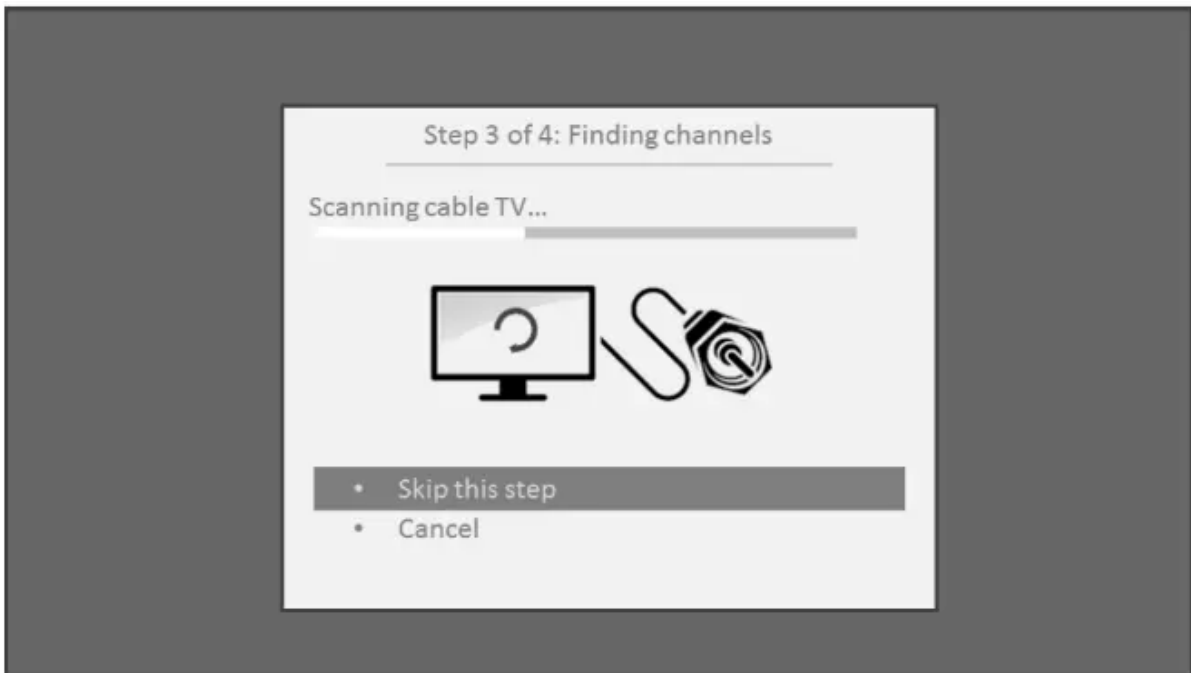 Step 3 of 4: Finding channels
Scanning cable TV...
• Skip this step
• Cancel